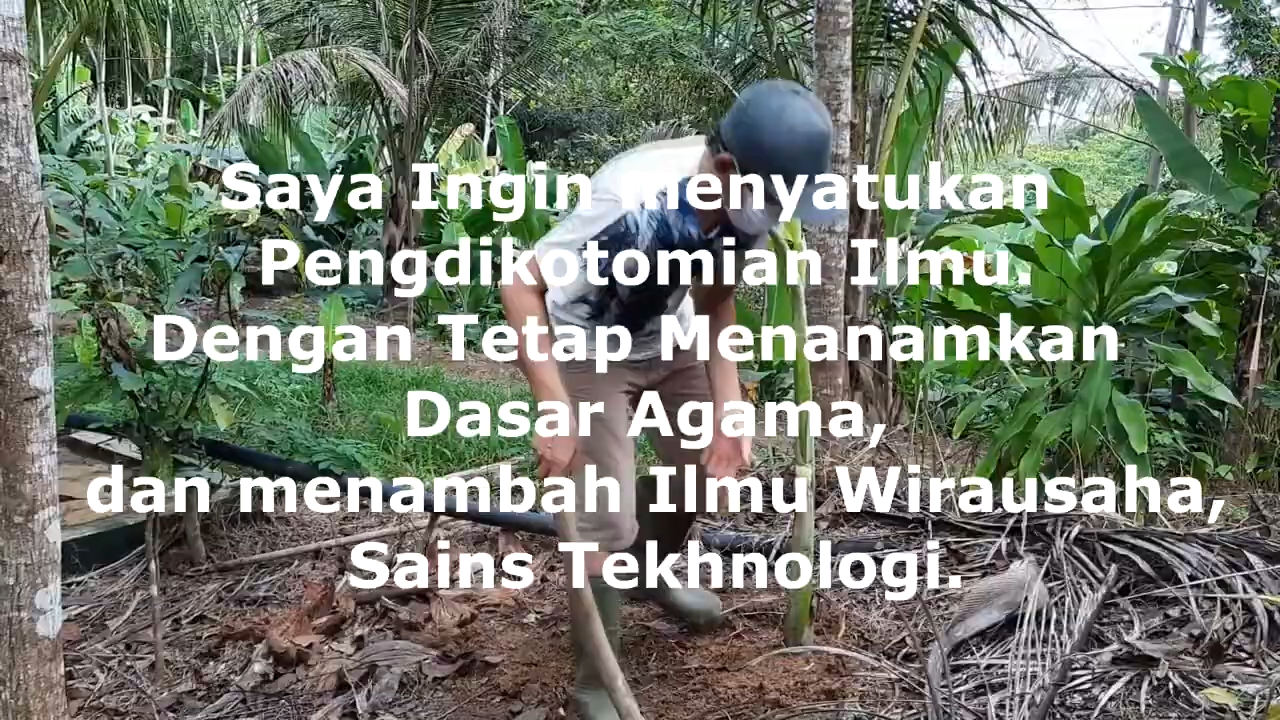 Saya Ingin menyatukan
Pengdikotomian Ilmu.
Dengan Tetap Menanamkan
Dasar Agama,
dan menambah Ilmu Wirausaha,
Sains Tekhnologi.